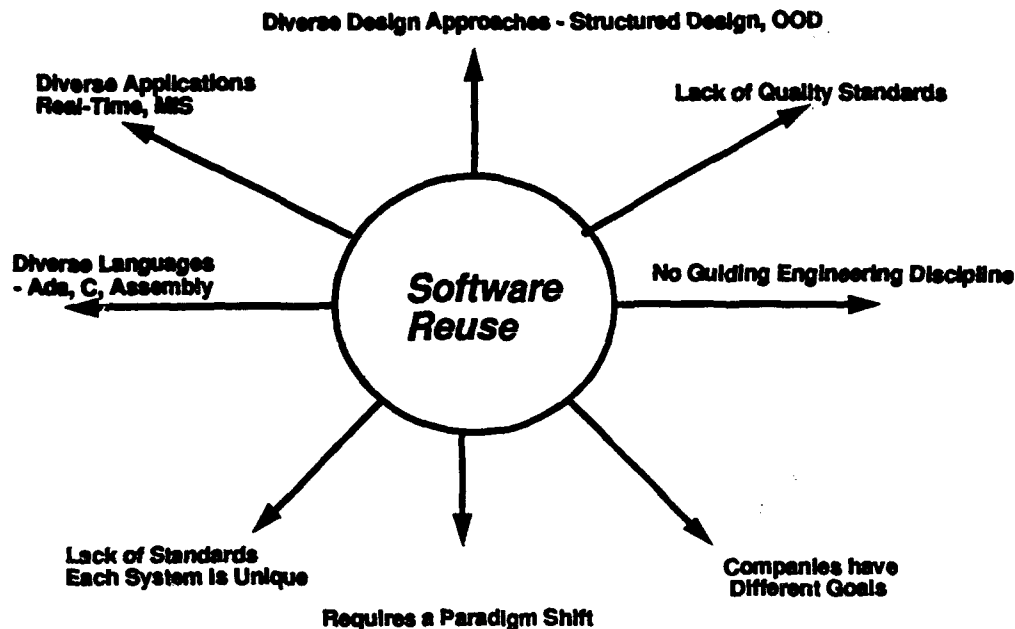 Diverse Design Approaches - Structured Design, OOD
Diverse Applications
Real-Time, MIS
Lack of Quality Standards
Diverse Languages
- Ada, C, Assembly
No Guiding Engineering Discipline
Software
Reuse
Lack of Standards
Each System is Unique
Requires a Paradigm Shift
Companies have
Different Goals